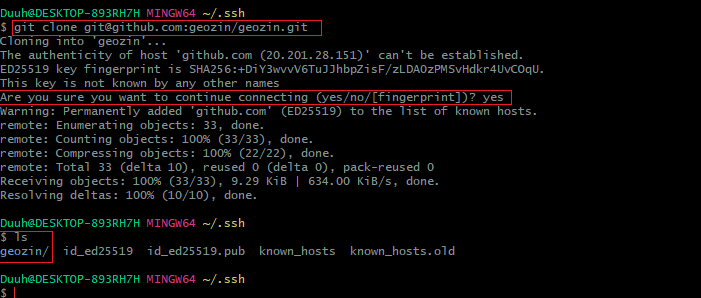 Duuh@DESKTOP-893RH7H MINGW64 ~/.ssh
$ git clone git@github.com:geozin/geozin.git
Cloning into 'geozin'...
The authenticity of host 'github.com (20.201.28.151)' can't be established.
ED25519 key fingerprint is SHA256:+DiY3wvvV6TuJJhbpZisF/zLDAOzPMSvHdkr4UvCOqU.
This key is not known by any other names
Are you sure you want to continue connecting (yes/no/[fingerprint])? yes
Warning: Permanently added 'github.com' (ED25519) to the list of known hosts.
remote: Enumerating objects: 33, done.
remote: Counting objects: 100% (33/33), done.
remote: Compressing objects: 100% (22/22), done.
remote: Total 33 (delta 10), reused 0 (delta 0), pack-reused 0
Receiving objects: 100% (33/33), 9.29 KiB | 634.00 KiB/s, done.
Resolving deltas: 100% (10/10), done.
Duuh@DESKTOP-893RH7H MINGW64 ~/.ssh
$ ls
geozin/  id_ed25519  id_ed25519.pub  known_hosts  known_hosts.old
Duuh@DESKTOP-893RH7H MINGW64 ~/.ssh
$